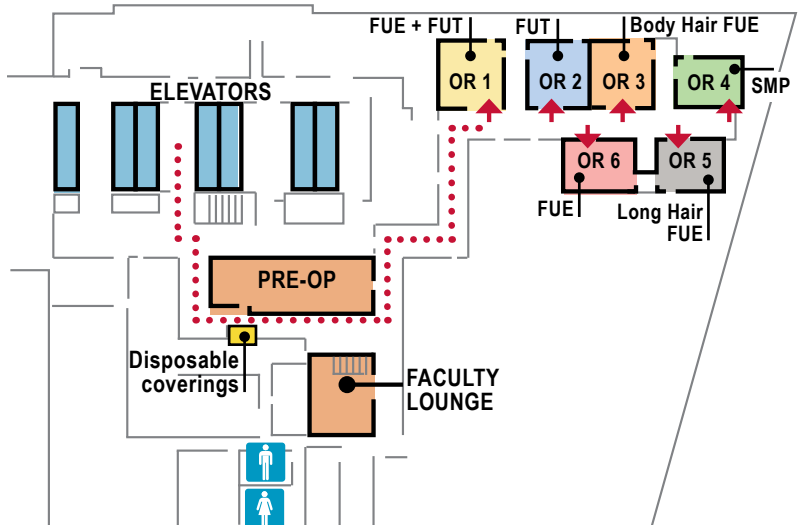 FUE + FUT
FUT
Body Hair FUE
OR 1
OR 2
OR 3
OR 4
SMP
ELEVATORS
OR 6
OR 5
FUE
Long Hair
FUE
PRE-OP
Disposable
coverings
FACULTY
LOUNGE